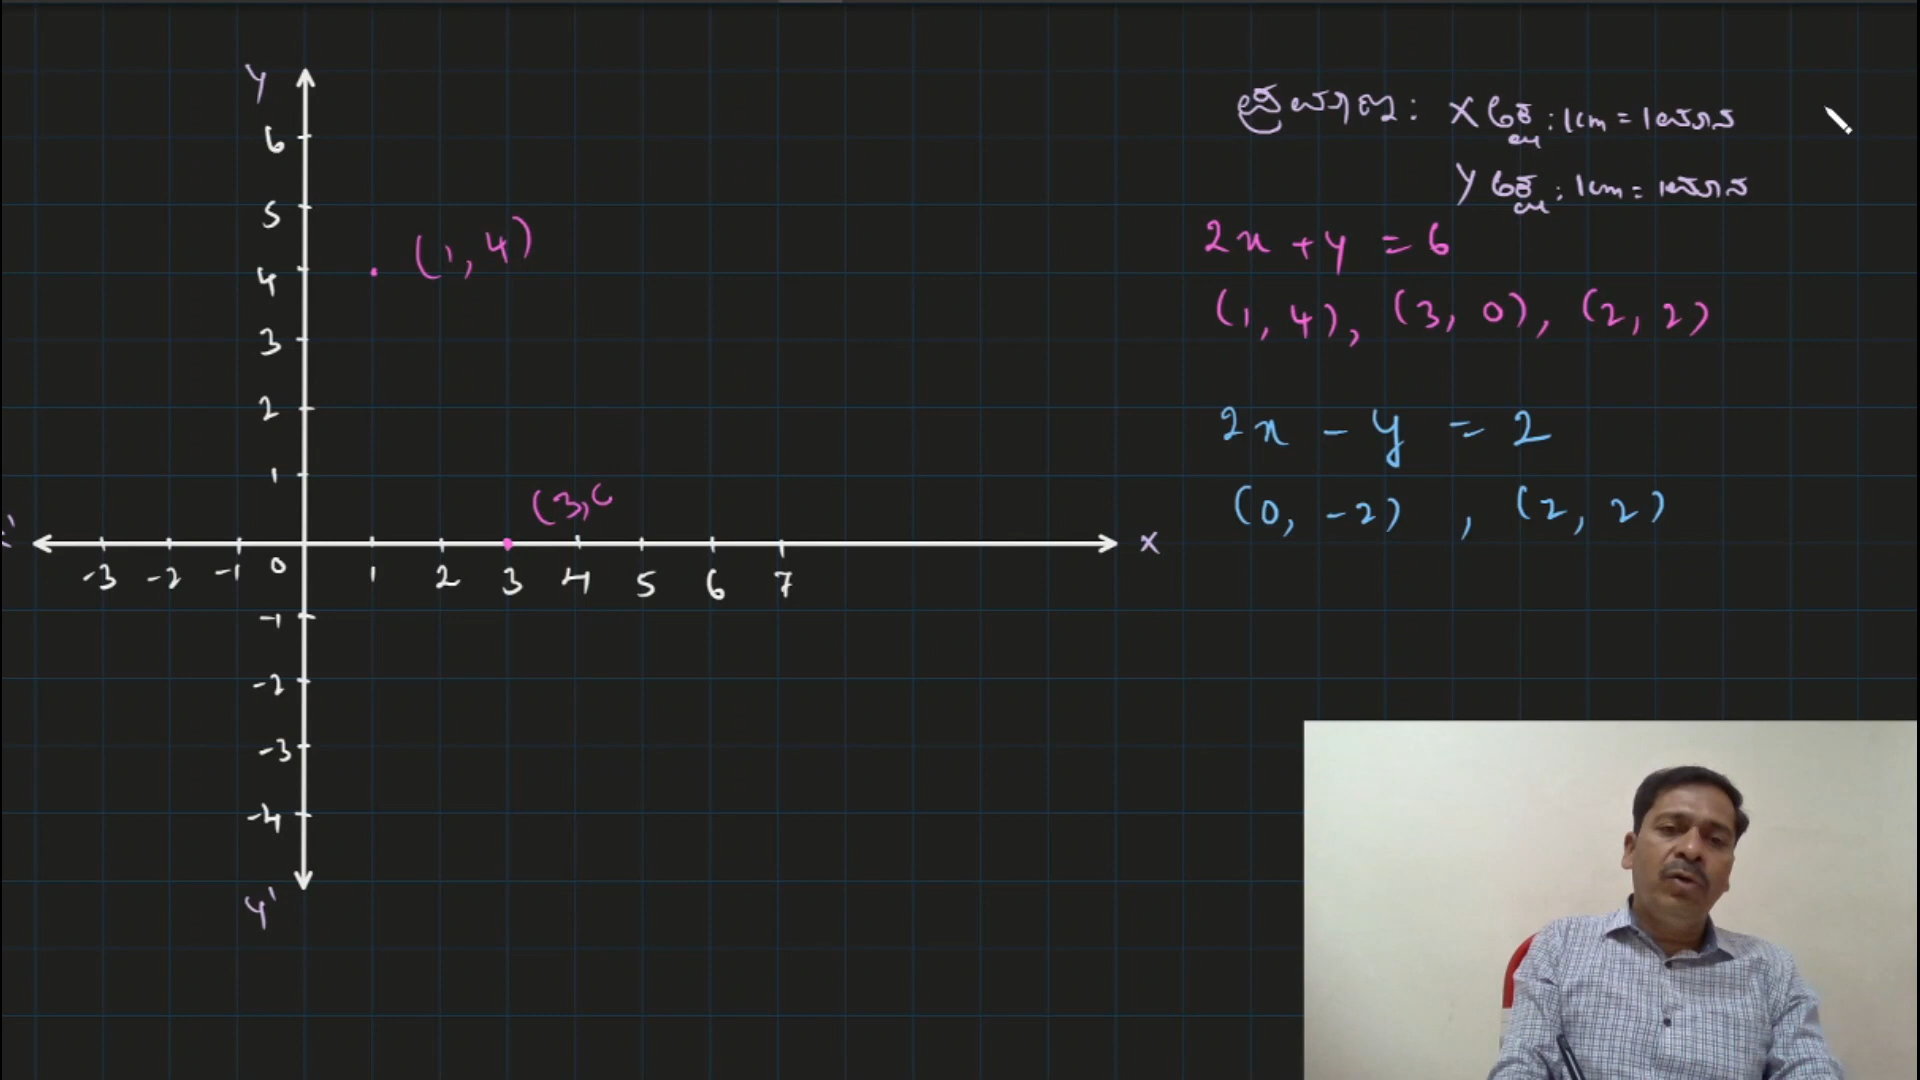 ಪ್ರಮಾಣ: X ಅಕ್ಷ: 1cm = 1ಮಾನ
Y ಅಕ್ಷ: 1cm = 1ಮಾನ
2x + y = 6
(1, 4), (3, 0), (2, 2)
2x - y = 2
(0, -2) , (2, 2)
Y
6
5
(1, 4)
4
3
2
1
(3, 0
X
-3 -2 -1 0 1 2 3 4 5 6 7
-1
-2
-3
-4
Y'